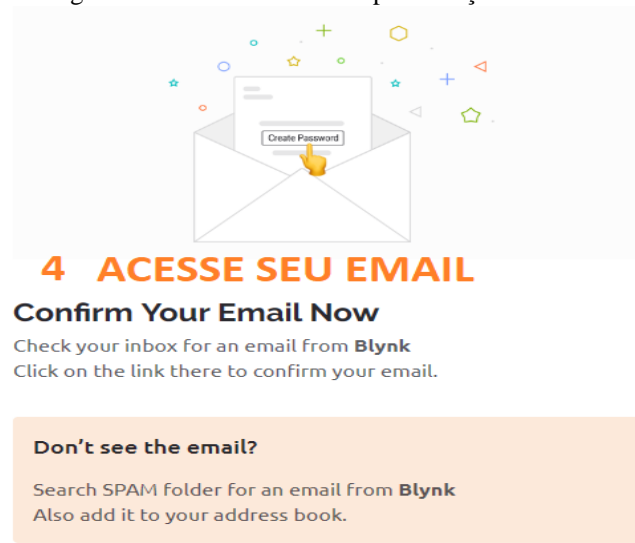 Create Password
4 ACESSE SEU EMAIL
Confirm Your Email Now
Check your inbox for an email from Blynk
Click on the link there to confirm your email.
Don't see the email?
Search SPAM folder for an email from Blynk
Also add it to your address book.